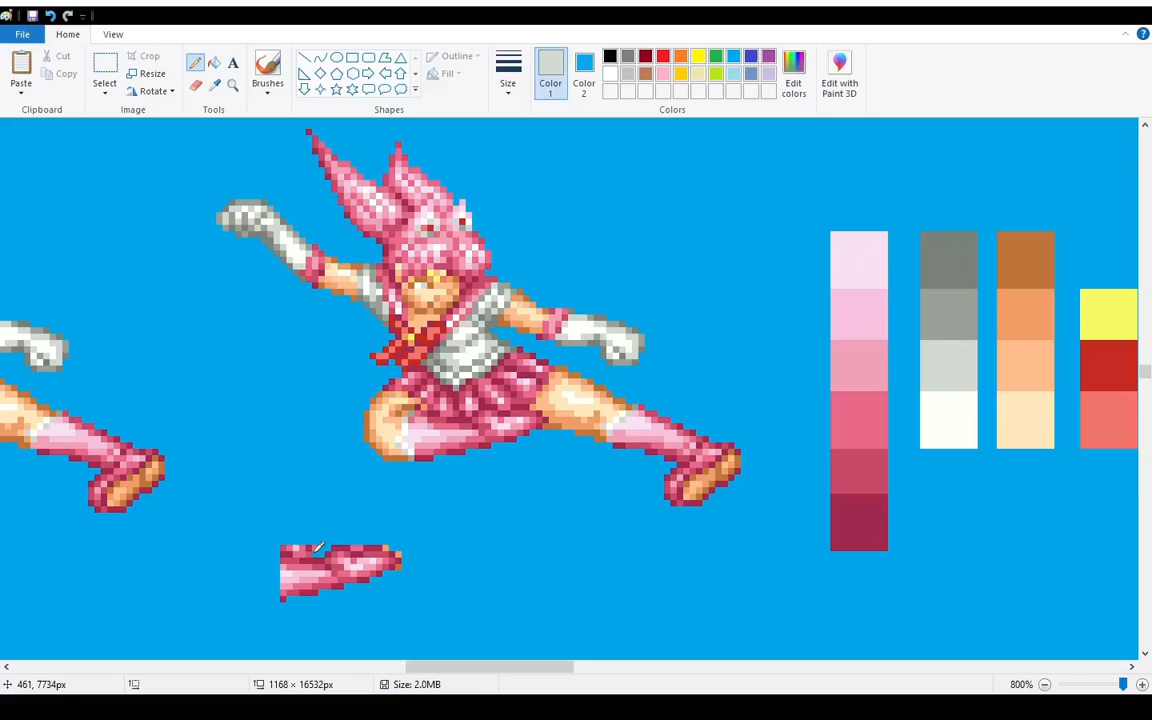 File Home View
Paste
Cut
Copy
Clipboard
Select
Crop
Resize
Rotate
Image
A
Tools
Brushes
Outline
Fill
Shapes
Size
Color
1
Color
2
Edit
colors
Colors
Edit with
Paint 3D
461, 7734px
1168 × 16532px
Size: 2.0MB
800%